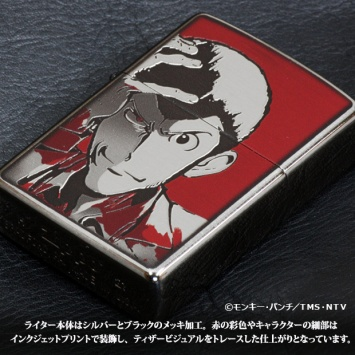 ©モンキー・パンチ/TMS・NTV
ライター本体はシルバーとブラックのメッキ加工。赤の彩色やキャラクターの細部は
インクジェットプリントで装飾し、ティザービジュアルをトレースした仕上がりとなっています。